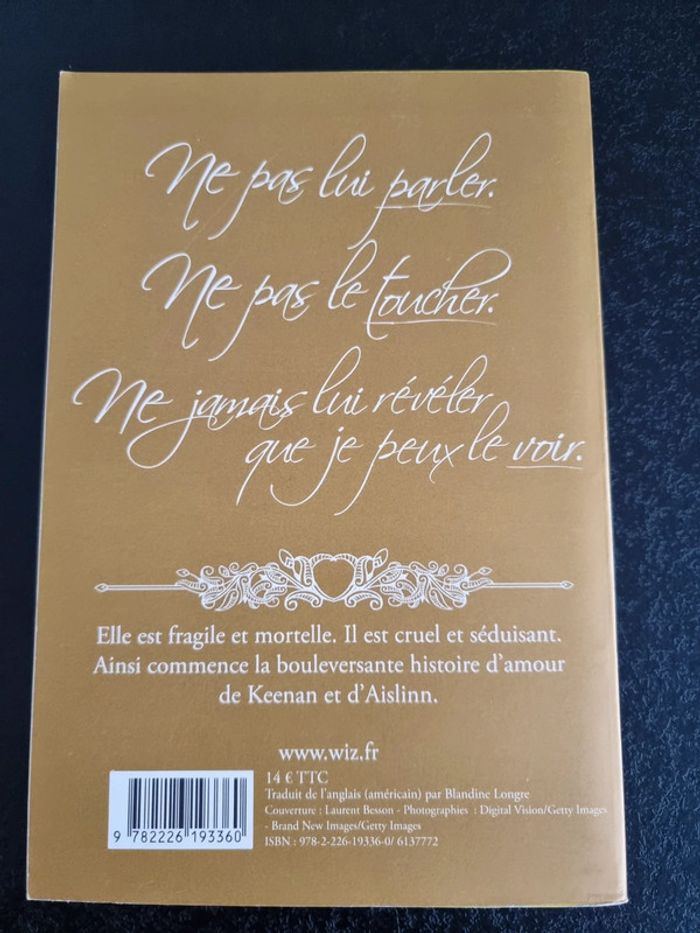 Ne pas lui parler.
Ne pas le toucher.
Ne jamais lui révéler
que je peux le voir.
Elle est fragile et mortelle. Il est cruel et séduisant.
Ainsi commence la bouleversante histoire d'amour
de Keenan et d'Aislinn.
www.wiz.fr
14 € TTC
Traduit de l'anglais (américain) par Blandine Longre
Couverture : Laurent Besson - Photographies : Digital Vision/Getty Images
- Brand New Images/Getty Images
ISBN : 978-2-226-19336-0/ 6137772
9 782226 193360